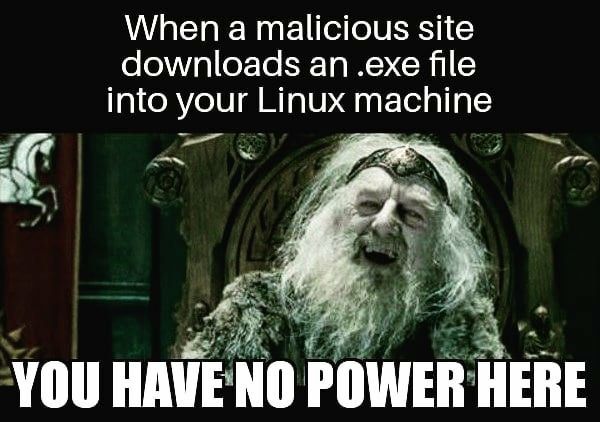 When a malicious site
downloads an .exe file
into your Linux machine
YOU HAVE NO POWER HERE